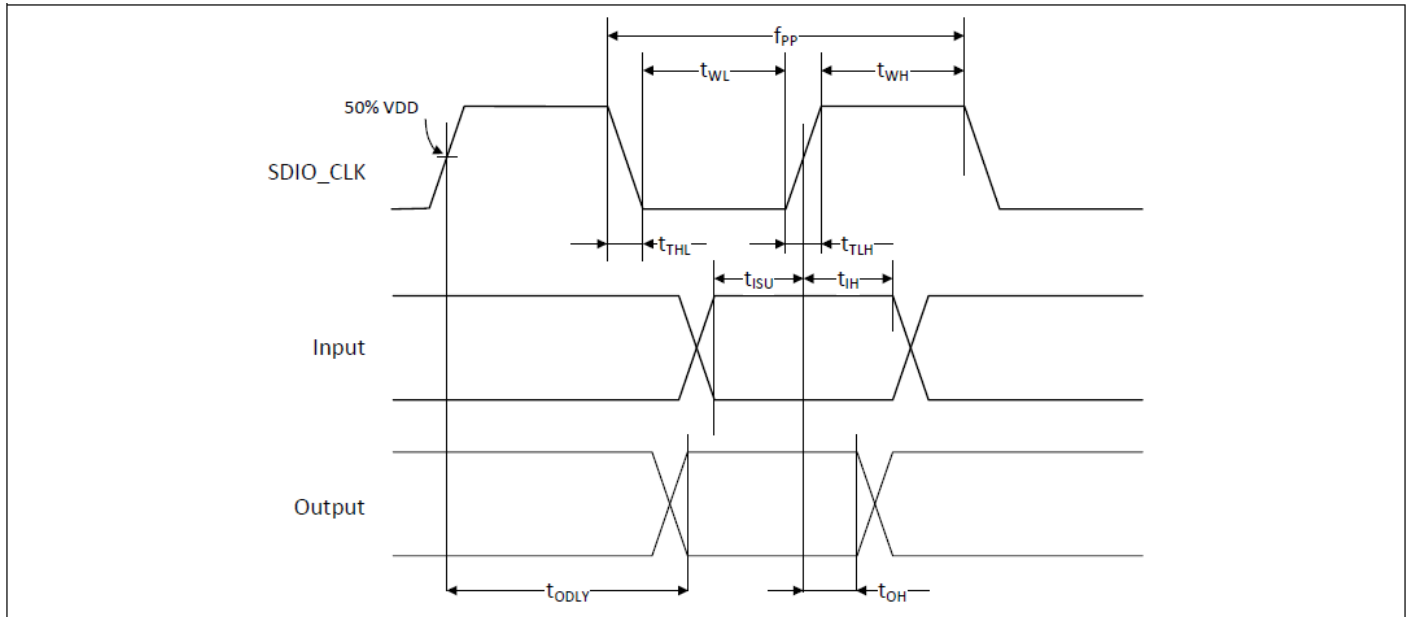 fPP
tWL
tWH
50% VDD
SDIO_CLK
tTHL
tTLH
tISU
tIH
Input
Output
tODLY
tOH